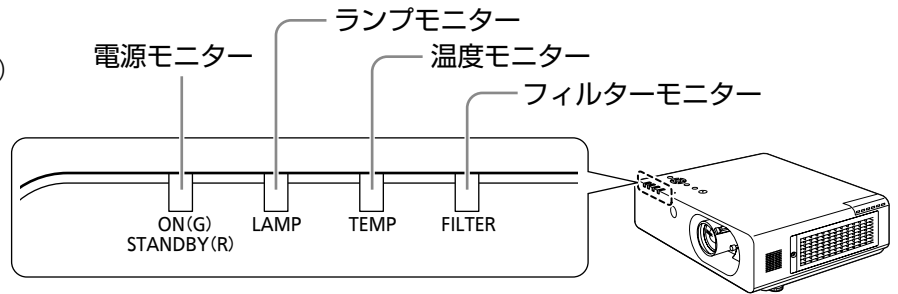 ランプモニター
電源モニター
温度モニター
フィルターモニター
ON(G)
STANDBY(R)
LAMP
TEMP
FILTER